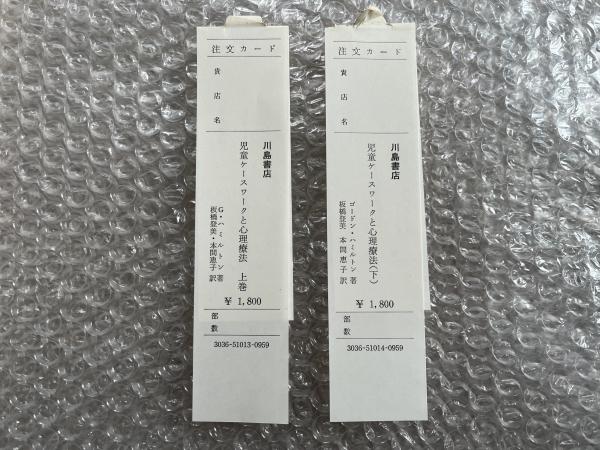 注文カード
貴店名
川島書店
児童ケースワークと心理療法 上巻
G・ハミルトン 著
板橋登美・本間恵子 訳
¥ 1,800
部数
3036-51013-0959
注文カード
貴店名
川島書店
児童ケースワークと心理療法(下)
ゴードン・ハミルトン 著
板橋登美 本間恵子 訳
¥ 1,800
部数
3036-51014-0959